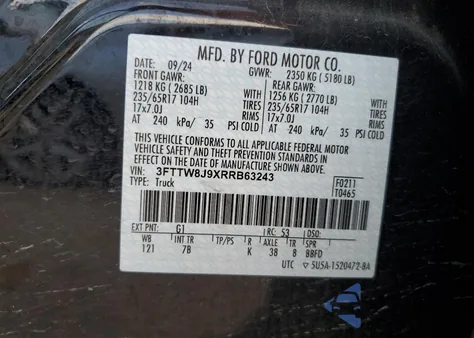 MFD. BY FORD MOTOR CO.
DATE: 09/24 GVWR: 2350 KG ( 5180 LB)
FRONT GAWR: REAR GAWR:
1218 KG ( 2685 LB) 1256 KG ( 2770 LB)
235/65R17 104H WITH TIRES 235/65R17 104H WITH TIRES
17x7.0J RIMS 17x7.0J RIMS
AT 240 kPa/ 35 PSI COLD AT 240 kPa/ 35 PSI COLD
THIS VEHICLE CONFORMS TO ALL APPLICABLE FEDERAL MOTOR
VEHICLE SAFETY AND THEFT PREVENTION STANDARDS IN EFFECT ON THE DATE OF
MANUFACTURE SHOWN ABOVE.
VIN: 3FTTW8J9XRRB63243 F0211
TYPE: Truck T0465
EXT PNT: G1 RC: 53 DSO:
WB INT TR TP/PS R AXLE TR SPR
121 7B K 38 8 BBFD
UTC 5U5A-1520472-BA